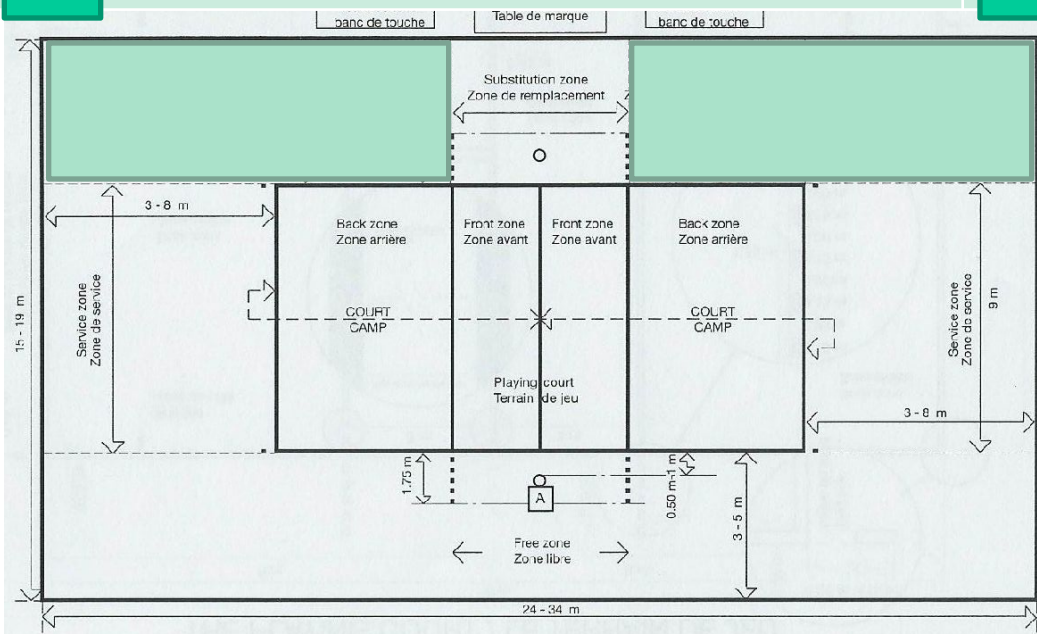 banc de touche
Table de marque
banc de touche
Substitution zone
Zone de remplacement
3 - 8 m
Back zone
Zone arrière
Front zone
Zone avant
Front zone
Zone avant
Back zone
Zone arrière
15 - 19 m
Service zone
Zone de service
COURT
CAMP
COURT
CAMP
Service zone
Zone de service
9 m
Playing court
Terrain de jeu
3 - 8 m
1.75 m
A
0.50 m-1 m
3 - 5 m
Free zone
Zone libre
24 - 34 m